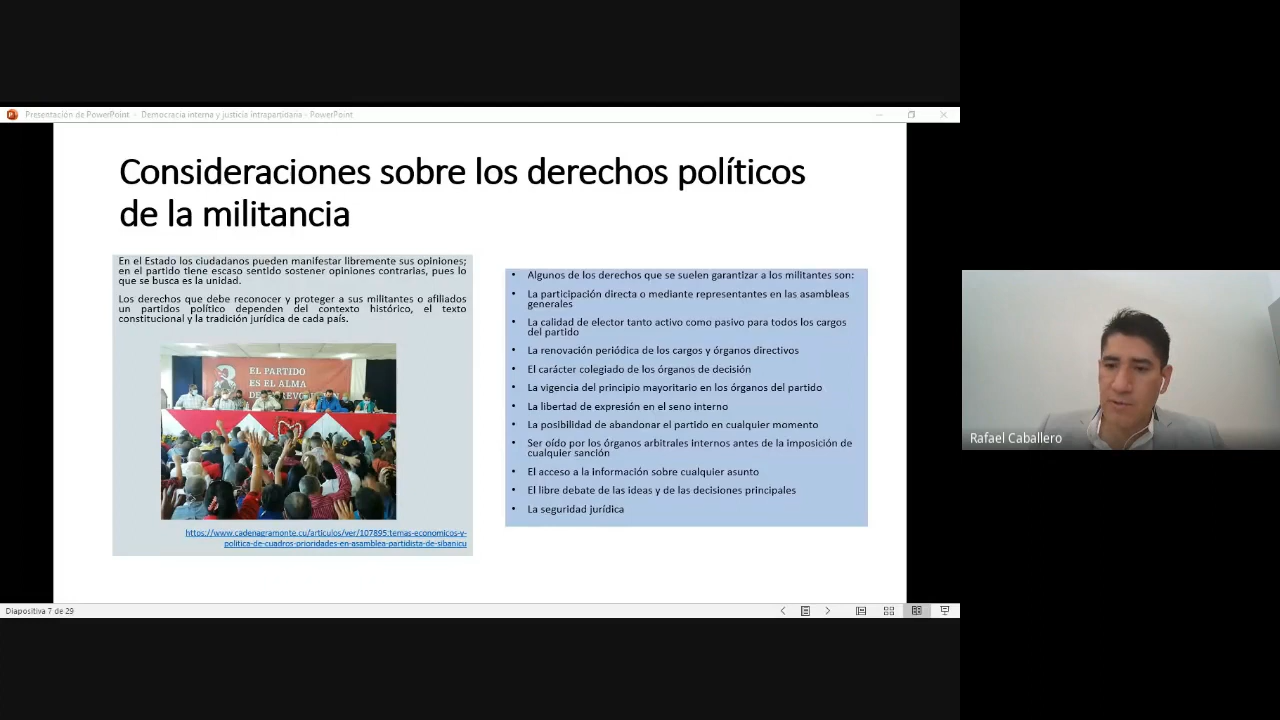 Presentación de PowerPoint - Democracia interna y justicia intrapartidaria - PowerPoint
Consideraciones sobre los derechos políticos
de la militancia
En el Estado los ciudadanos pueden manifestar libremente sus opiniones;
en el partido tiene escaso sentido sostener opiniones contrarias, pues lo
que se busca es la unidad.
Los derechos que debe reconocer y proteger a sus militantes o afiliados
un partidos político dependen del contexto histórico, el texto
constitucional y la tradición jurídica de cada país.
EL PARTIDO
ES EL ALMA
https://www.cadenagramonte.cu/articulos/ver/107895:temas-economicos-y-
politica-de-cuadros-prioridades-en-asamblea-partidista-de-sibanicu
• Algunos de los derechos que se suelen garantizar a los militantes son:
• La participación directa o mediante representantes en las asambleas
generales
• La calidad de elector tanto activo como pasivo para todos los cargos
del partido
• La renovación periódica de los cargos y órganos directivos
• El carácter colegiado de los órganos de decisión
• La vigencia del principio mayoritario en los órganos del partido
• La libertad de expresión en el seno interno
• La posibilidad de abandonar el partido en cualquier momento
• Ser oído por los órganos arbitrales internos antes de la imposición de
cualquier sanción
• El acceso a la información sobre cualquier asunto
• El libre debate de las ideas y de las decisiones principales
• La seguridad jurídica
Rafael Caballero
Diapositiva 7 de 29